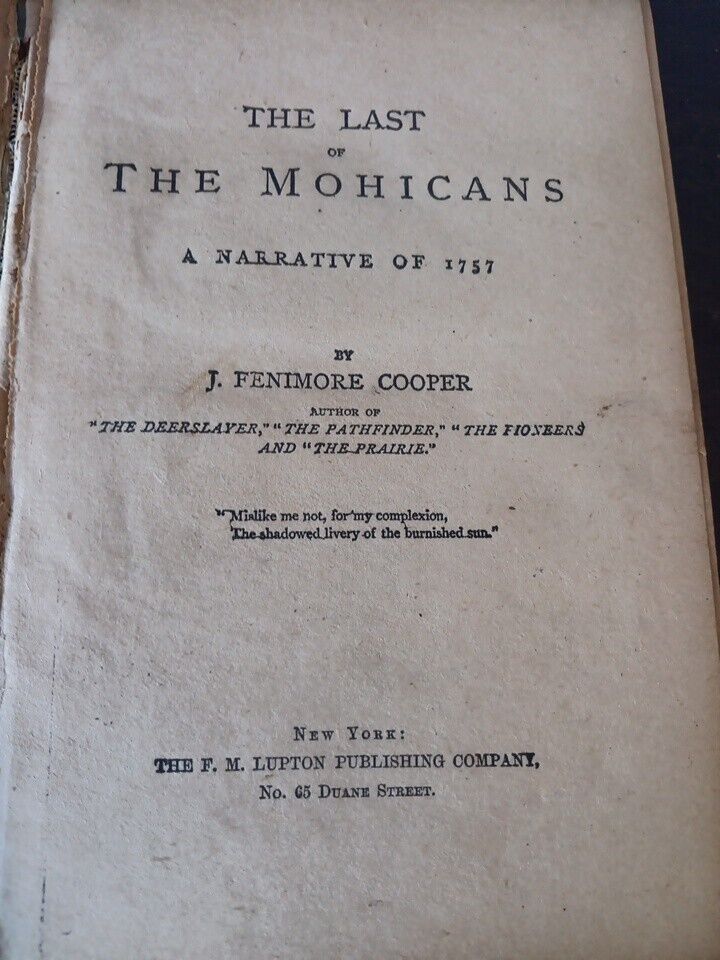 THE LAST
OF
THE MOHICANS
A NARRATIVE OF 1757
BY
J. FENIMORE COOPER
AUTHOR OF
"THE DEERSLAYER," "THE PATHFINDER," "THE PIONEERS
AND "THE PRAIRIE."
"Mislike me not, for my complexion,
The shadowed livery of the burnished sun."
NEW YORK:
THE F. M. LUPTON PUBLISHING COMPANY,
No. 65 DUANE STREET.